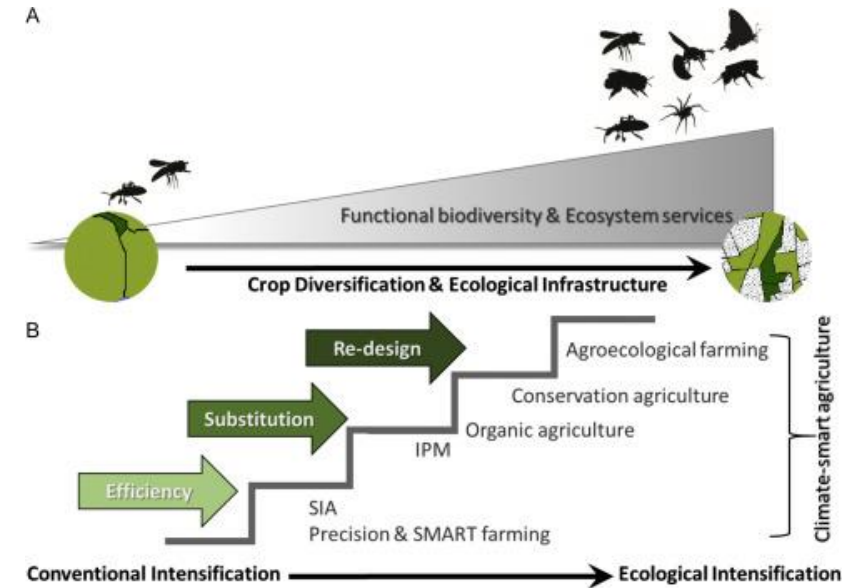 A
Functional biodiversity & Ecosystem services
Crop Diversification & Ecological Infrastructure
B
Re-design
Agroecological farming
Substitution
Conservation agriculture
Organic agriculture
IPM
Efficiency
SIA
Precision & SMART farming
Climate-smart agriculture
Conventional Intensification
Ecological Intensification